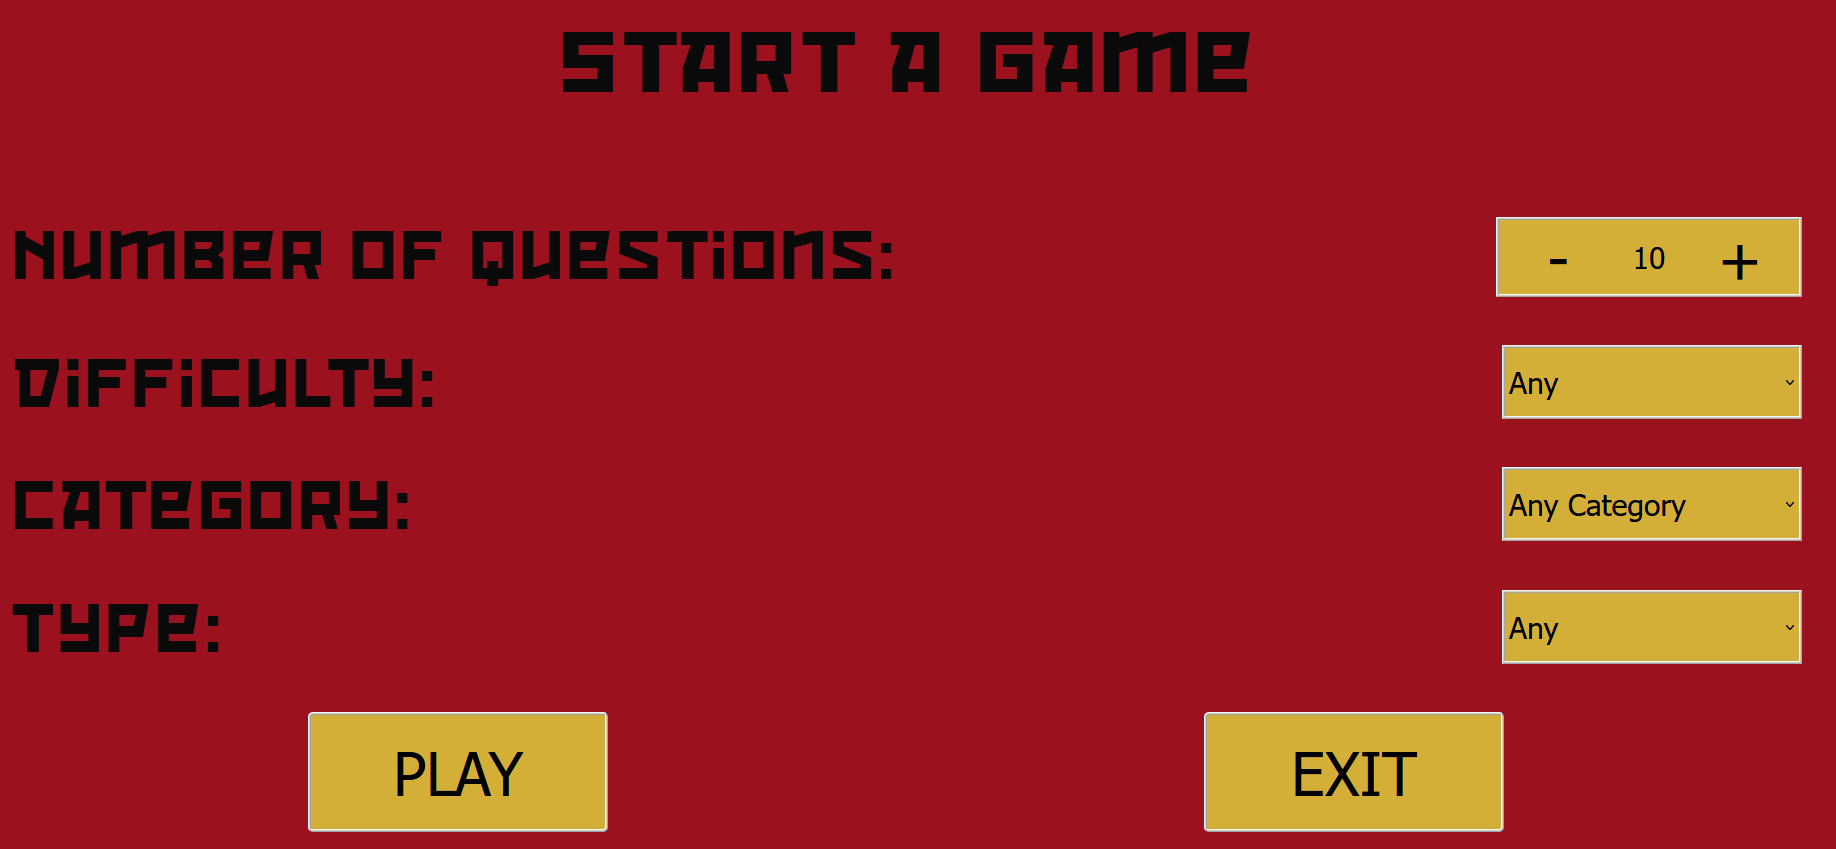 START A GAME
NUMBER OF QUESTIONS: - 10 +
DiFFiCULTY: Any
CATEGORY: Any Category
TYPE: Any
PLAY EXIT